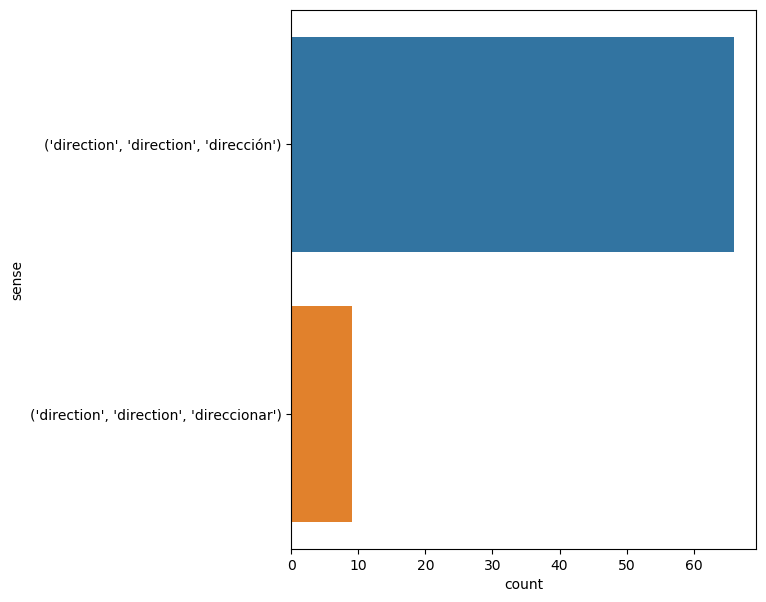 sense
('direction', 'direction', 'dirección')
('direction', 'direction', 'direccionar')
0 10 20 30 40 50 60
count